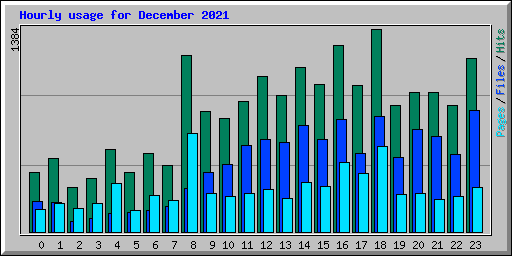 Hourly usage for December 2021
1384
Pages/Files/Hits
0 1 2 3 4 5 6 7 8 9 10 11 12 13 14 15 16 17 18 19 20 21 22 23